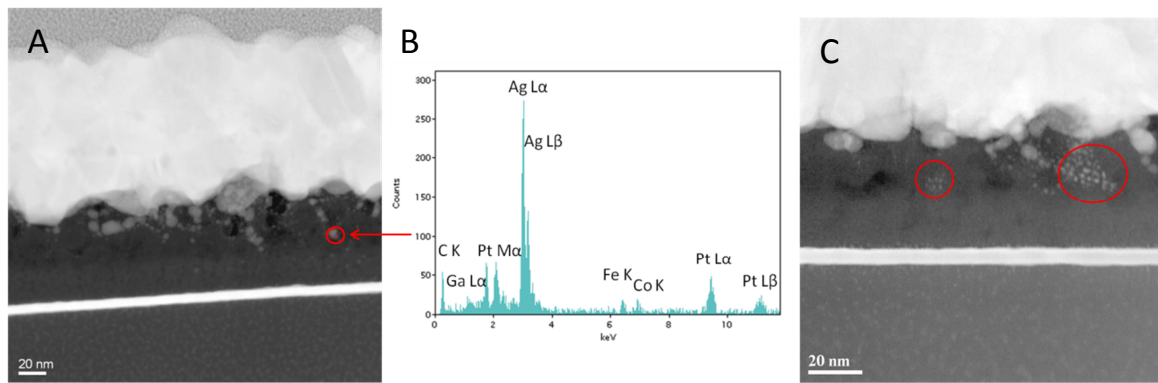 A
20 nm
B
Counts
300
250
200
150
100
50
0
C K
Ga Lα
Pt Mα
Ag Lα
Ag Lβ
Fe K
Co K
Pt Lα
Pt Lβ
0 2 4 6 8 10
keV
C
20 nm